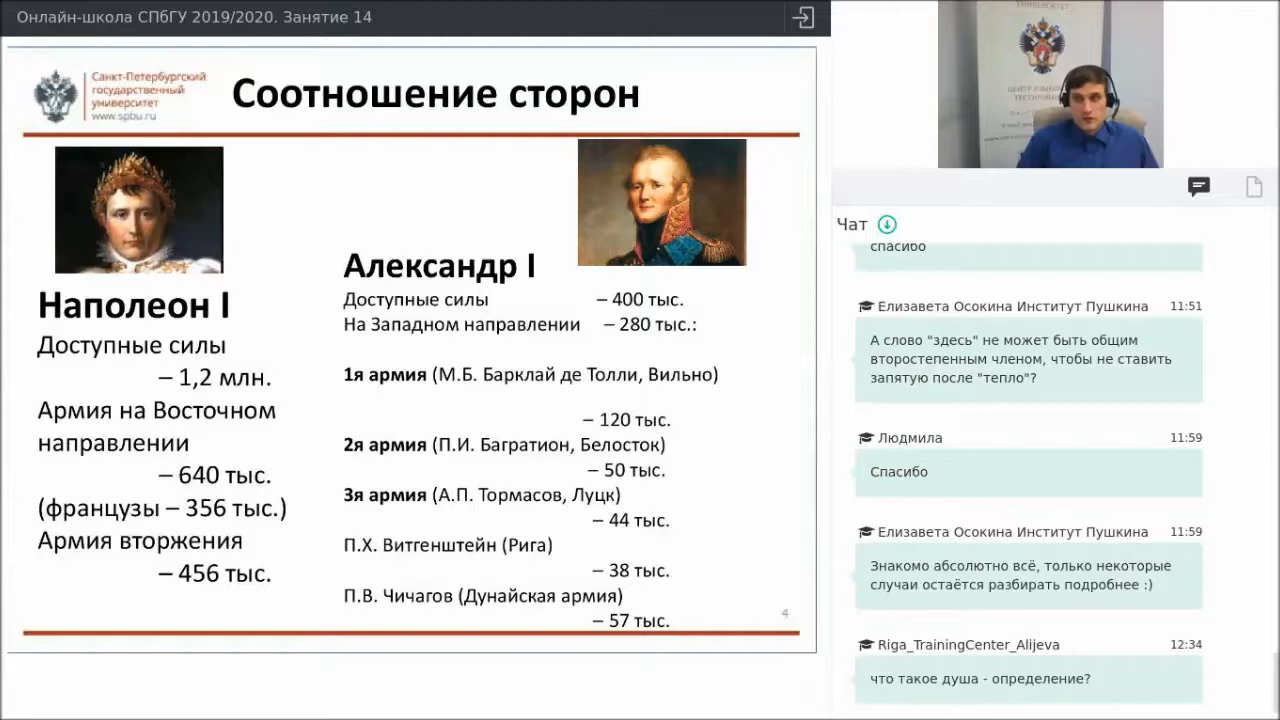 Онлайн-школа СПбГУ 2019/2020. Занятие 14
Санкт-Петербургский
государственный
университет
www.spbu.ru
Соотношение сторон
Наполеон I
Доступные силы
– 1,2 млн.
Армия на Восточном
направлении
– 640 тыс.
(французы – 356 тыс.)
Армия вторжения
– 456 тыс.
Александр I
Доступные силы – 400 тыс.
На Западном направлении – 280 тыс.:
1я армия (М.Б. Барклай де Толли, Вильно)
– 120 тыс.
2я армия (П.И. Багратион, Белосток)
– 50 тыс.
3я армия (А.П. Тормасов, Луцк)
– 44 тыс.
П.Х. Витгенштейн (Рига)
– 38 тыс.
П.В. Чичагов (Дунайская армия)
– 57 тыс.
4
Чат
спасибо
Елизавета Осокина Институт Пушкина 11:51
А слово "здесь" не может быть общим
второстепенным членом, чтобы не ставить
запятую после "тепло"?
Людмила 11:59
Спасибо
Елизавета Осокина Институт Пушкина 11:59
Знакомо абсолютно всё, только некоторые
случаи остаётся разбирать подробнее :)
Riga_TrainingCenter_Alijeva 12:34
что такое душа - определение?